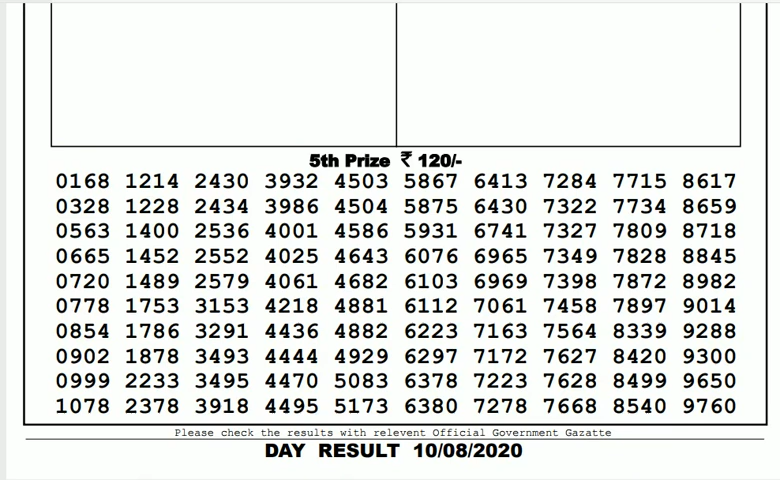 5th Prize ₹ 120/-
0168 1214 2430 3932 4503 5867 6413 7284 7715 8617
0328 1228 2434 3986 4504 5875 6430 7322 7734 8659
0563 1400 2536 4001 4586 5931 6741 7327 7809 8718
0665 1452 2552 4025 4643 6076 6965 7349 7828 8845
0720 1489 2579 4061 4682 6103 6969 7398 7872 8982
0778 1753 3153 4218 4881 6112 7061 7458 7897 9014
0854 1786 3291 4436 4882 6223 7163 7564 8339 9288
0902 1878 3493 4444 4929 6297 7172 7627 8420 9300
0999 2233 3495 4470 5083 6378 7223 7628 8499 9650
1078 2378 3918 4495 5173 6380 7278 7668 8540 9760
Please check the results with relevent Official Government Gazatte
DAY RESULT 10/08/2020